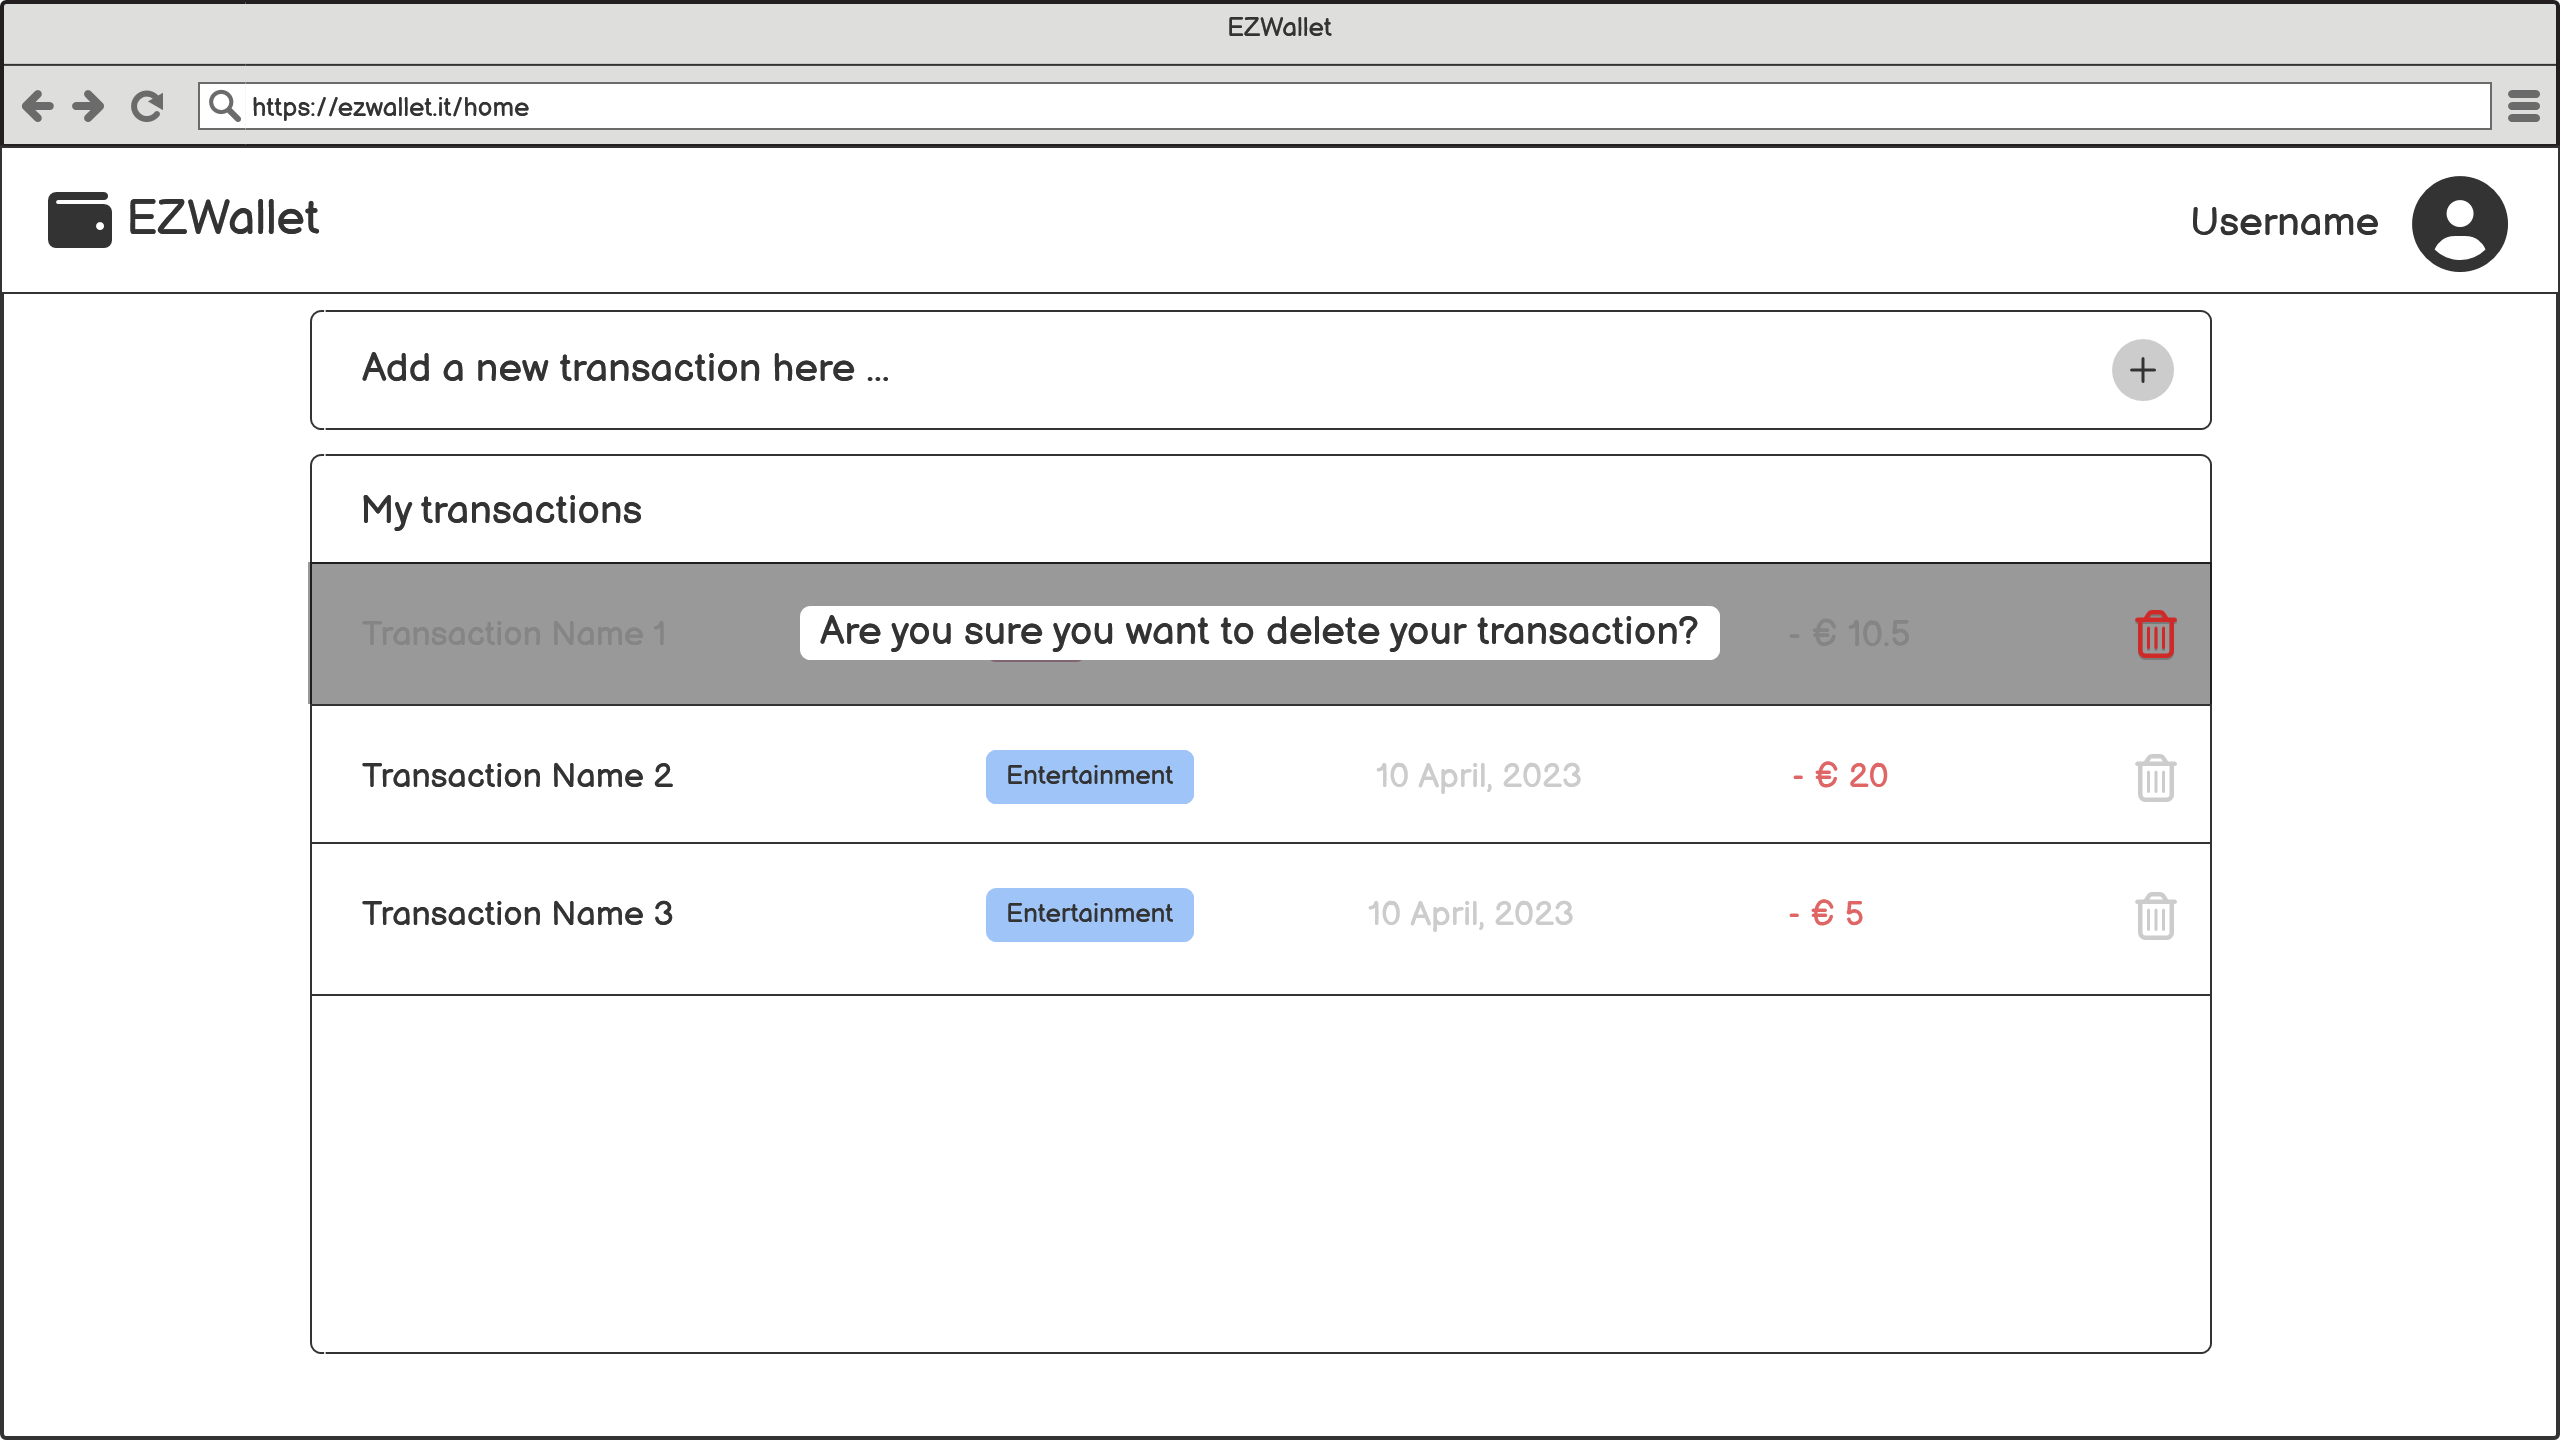 EZWallet
https://ezwallet.it/home
EZWallet
Username
Add a new transaction here ...
My transactions
Transaction Name 1 Are you sure you want to delete your transaction? - € 10.5
Transaction Name 2 Entertainment 10 April, 2023 - € 20
Transaction Name 3 Entertainment 10 April, 2023 - € 5